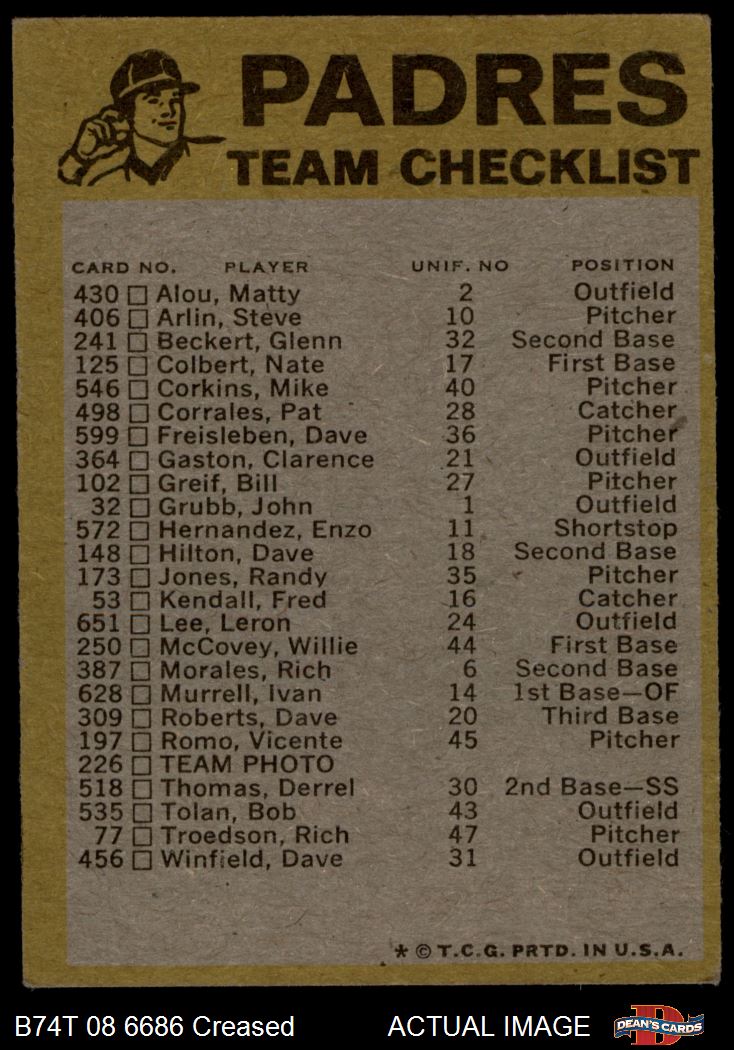 PADRES
TEAM CHECKLIST
CARD NO. PLAYER UNIF. NO POSITION
430 Alou, Matty 2 Outfield
406 Arlin, Steve 10 Pitcher
241 Beckert, Glenn 32 Second Base
125 Colbert, Nate 17 First Base
546 Corkins, Mike 40 Pitcher
498 Corrales, Pat 28 Catcher
599 Freisleben, Dave 36 Pitcher
364 Gaston, Clarence 21 Outfield
102 Greif, Bill 27 Pitcher
32 Grubb, John 1 Outfield
572 Hernandez, Enzo 11 Shortstop
148 Hilton, Dave 18 Second Base
173 Jones, Randy 35 Pitcher
53 Kendall, Fred 16 Catcher
651 Lee, Leron 24 Outfield
250 McCovey, Willie 44 First Base
387 Morales, Rich 6 Second Base
628 Murrell, Ivan 14 1st Base—OF
309 Roberts, Dave 20 Third Base
197 Romo, Vicente 45 Pitcher
226 TEAM PHOTO
518 Thomas, Derrel 30 2nd Base—SS
535 Tolan, Bob 43 Outfield
77 Troedson, Rich 47 Pitcher
456 Winfield, Dave 31 Outfield
* © T.C.G. PRTD. IN U.S.A.
B74T 08 6686 Creased ACTUAL IMAGE
D
DEAN'S CARDS